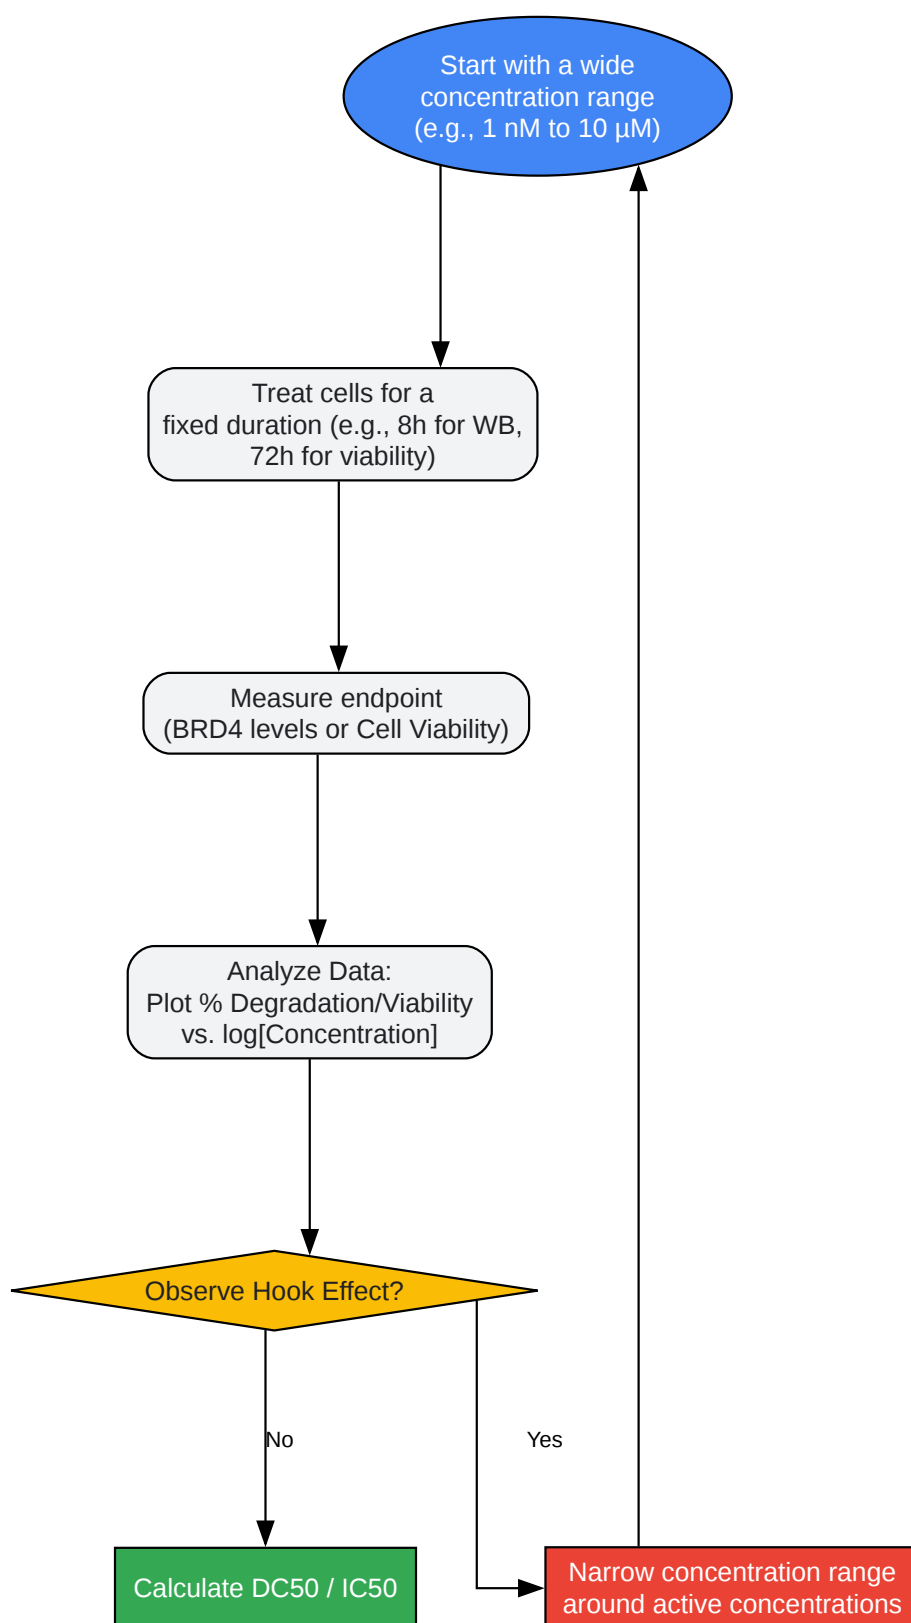 Start with a wide
concentration range
(e.g., 1 nM to 10 µM)
Treat cells for a
fixed duration (e.g., 8h for WB,
72h for viability)
Measure endpoint
(BRD4 levels or Cell Viability)
Analyze Data:
Plot % Degradation/Viability
vs. log[Concentration]
Observe Hook Effect?
No
Yes
Calculate DC50 / IC50
Narrow concentration range
around active concentrations